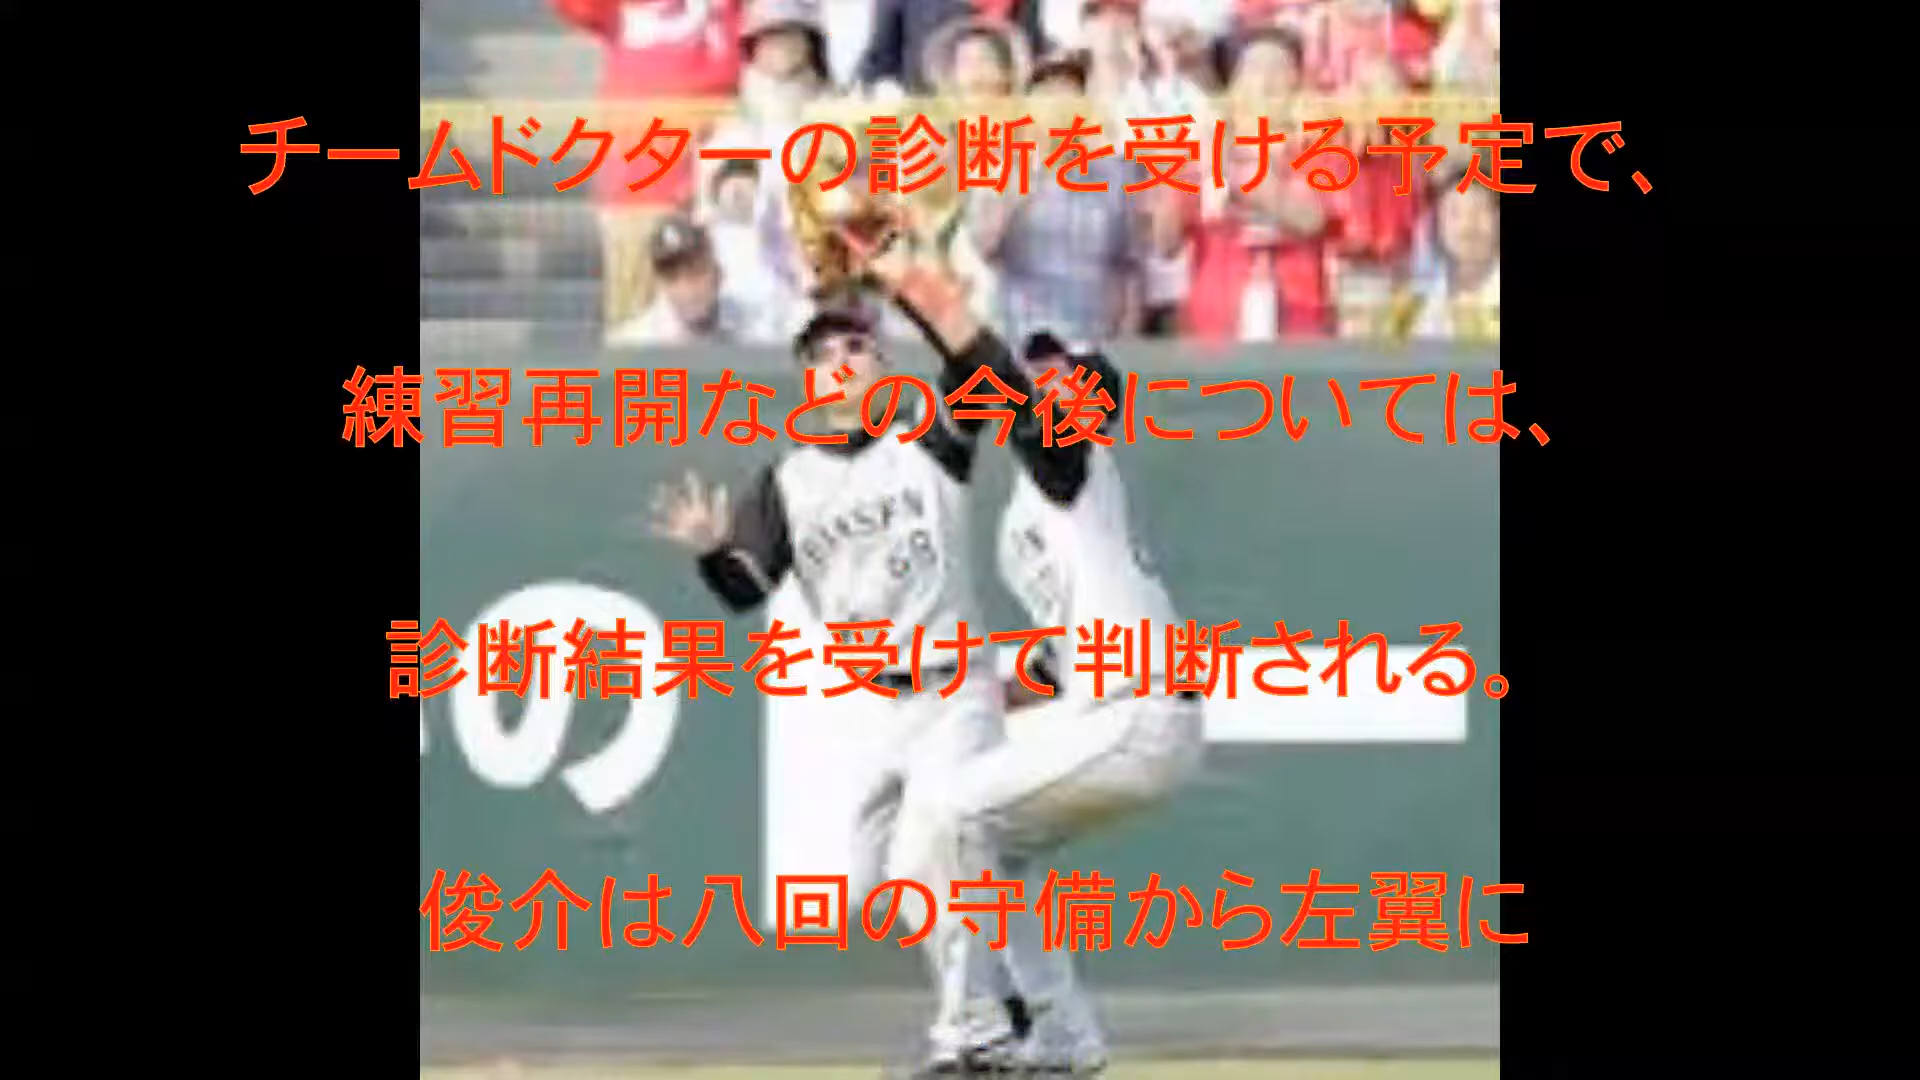 チームドクターの診断を受ける予定で、
練習再開などの今後については、
診断結果を受けて判断される。
俊介は八回の守備から左翼に
の
HANSHIN
68